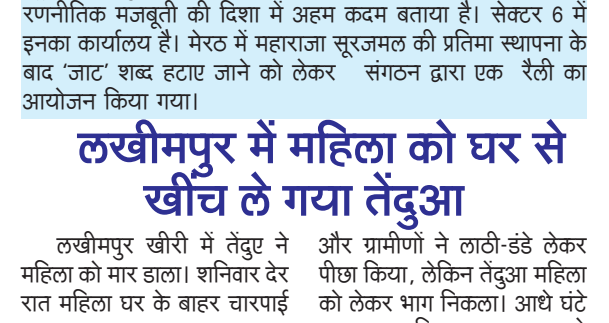 रणनीतिक मजबूती की दिशा में अहम कदम बताया है। सेक्टर 6 में
इनका कार्यालय है। मेरठ में महाराजा सूरजमल की प्रतिमा स्थापना के
बाद ‘जाट’ शब्द हटाए जाने को लेकर संगठन द्वारा एक रैली का
आयोजन किया गया।
लखीमपुर में महिला को घर से
खींच ले गया तेंदुआ
लखीमपुर खीरी में तेंदुए ने
महिला को मार डाला। शनिवार देर
रात महिला घर के बाहर चारपाई
और ग्रामीणों ने लाठी-डंडे लेकर
पीछा किया, लेकिन तेंदुआ महिला
को लेकर भाग निकला। आधे घंटे